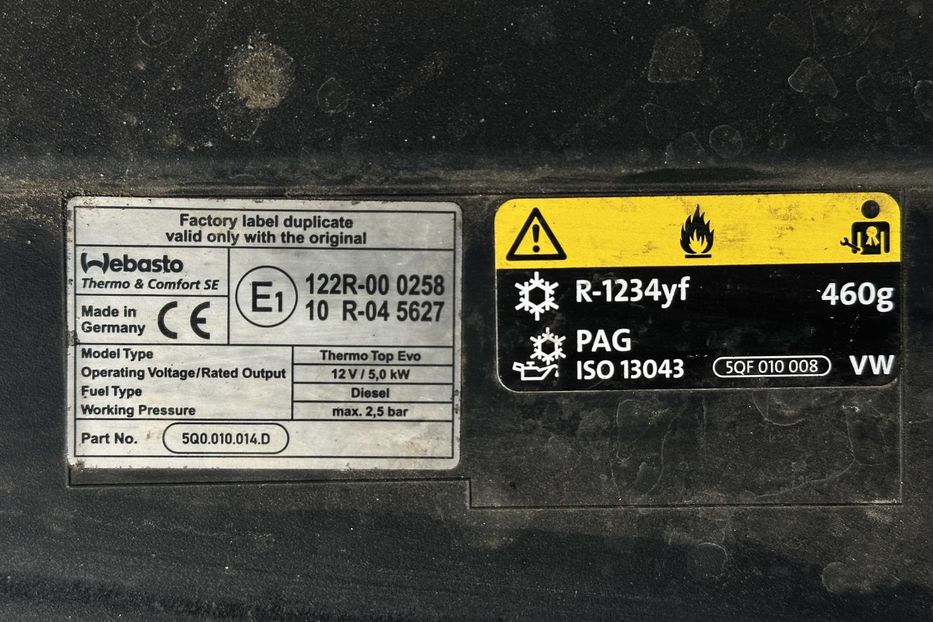 Factory label duplicate
valid only with the original
Webasto
Thermo & Comfort SE
Made in
Germany
CE
E1
122R-00 0258
10 R-04 5627
Model Type
Thermo Top Evo
Operating Voltage/Rated Output
12 V / 5,0 kW
Fuel Type
Diesel
Working Pressure
max. 2,5 bar
Part No.
5Q0.010.014.D
R-1234yf
460g
PAG
ISO 13043
5QF 010 008
VW